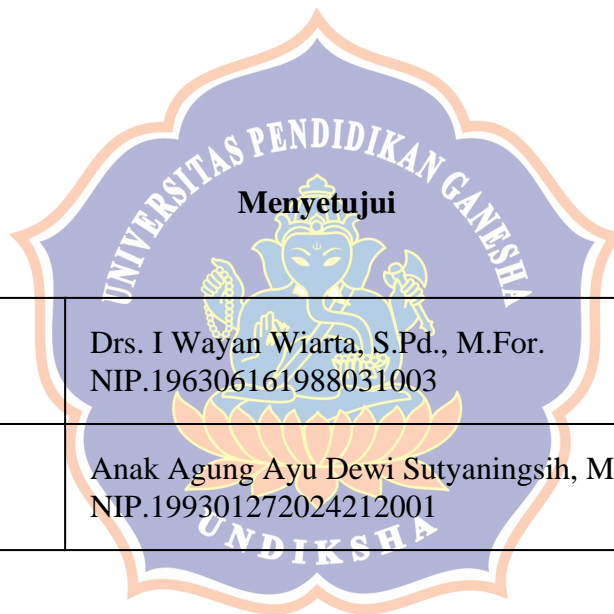 UNIVERSITAS PENDIDIKAN GANESHA
Menyetujui
Drs. I Wayan Wiarta, S.Pd., M.For.
NIP.196306161988031003
Anak Agung Ayu Dewi Sutyaningsih, M
NIP.199301272024212001
UNDIKSHA